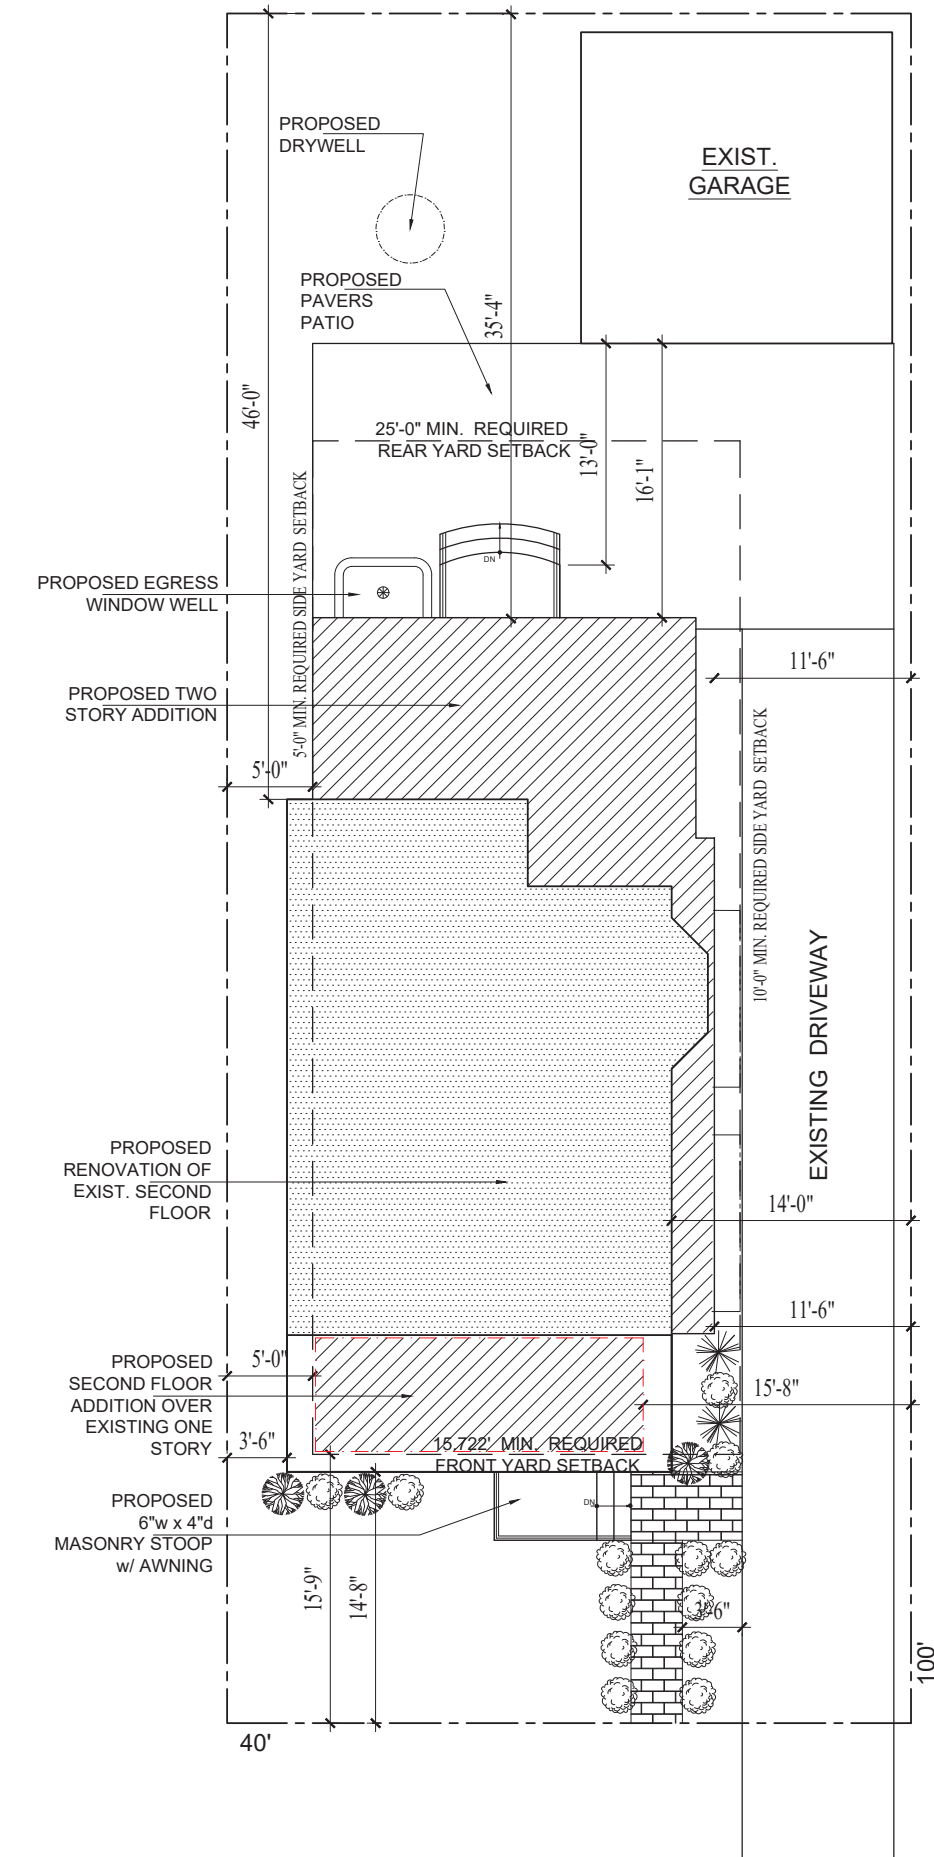 PROPOSED
DRYWELL
EXIST.
GARAGE
PROPOSED
PAVERS
PATIO
35'-4"
46'-0"
25'-0" MIN. REQUIRED
REAR YARD SETBACK
13'-0"
16'-1"
5'-0" MIN. REQUIRED SIDE YARD SETBACK
DN
PROPOSED EGRESS
WINDOW WELL
11'-6"
PROPOSED TWO
STORY ADDITION
10'-0" MIN. REQUIRED SIDE YARD SETBACK
5'-0"
EXISTING DRIVEWAY
PROPOSED
RENOVATION OF
EXIST. SECOND
FLOOR
14'-0"
11'-6"
PROPOSED
SECOND FLOOR
ADDITION OVER
EXISTING ONE
STORY
5'-0"
15'-8"
3'-6"
15.722' MIN. REQUIRED
FRONT YARD SETBACK
PROPOSED
6"w x 4"d
MASONRY STOOP
w/ AWNING
DN
15'-9"
14'-8"
3'-6"
100'
40'